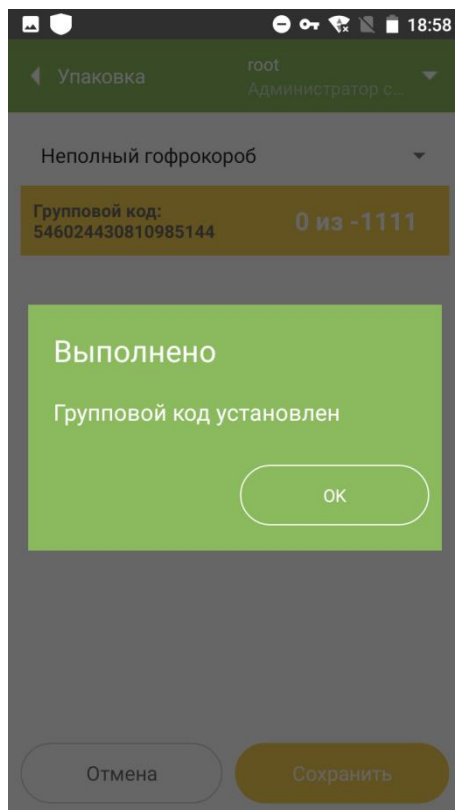 18:58
Упаковка
root
Администратор с...
Неполный гофрокороб
Групповой код:
546024430810985144
0 из -1111
Выполнено
Групповой код установлен
ОК
Отмена
Сохранить